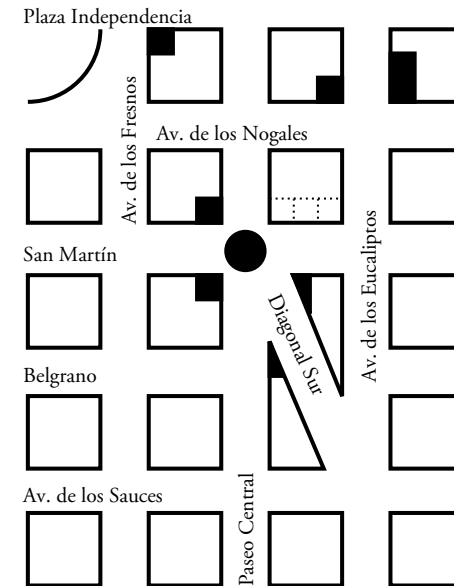 Plaza Independencia
Av. de los Fresnos
Av. de los Nogales
San Martín
Av. de los Eucaliptos
Diagonal Sur
Belgrano
Av. de los Sauces
Paseo Central